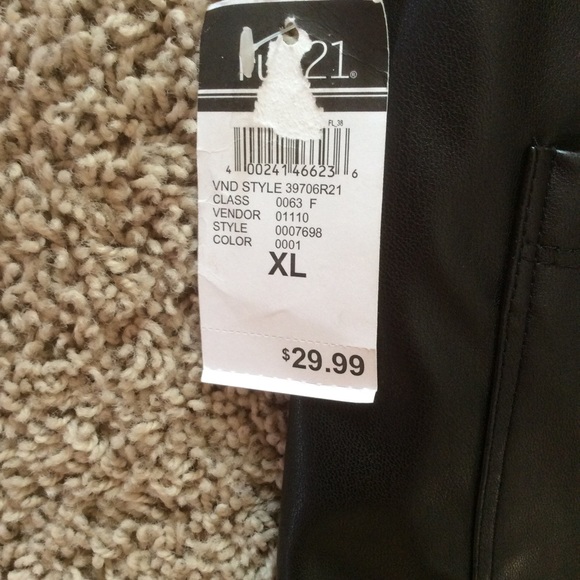 21®
FL_38
4 00241 46623 6
VND STYLE 39706R21
CLASS 0063 F
VENDOR 01110
STYLE 0007698
COLOR 0001
XL
$29.99